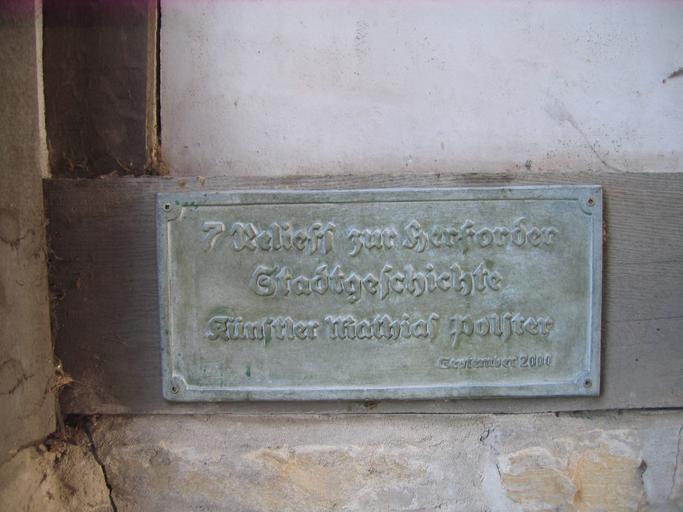 7 Reliefs zur Herforder
Stadtgeschichte
Künstler Mathias Polster
September 2000